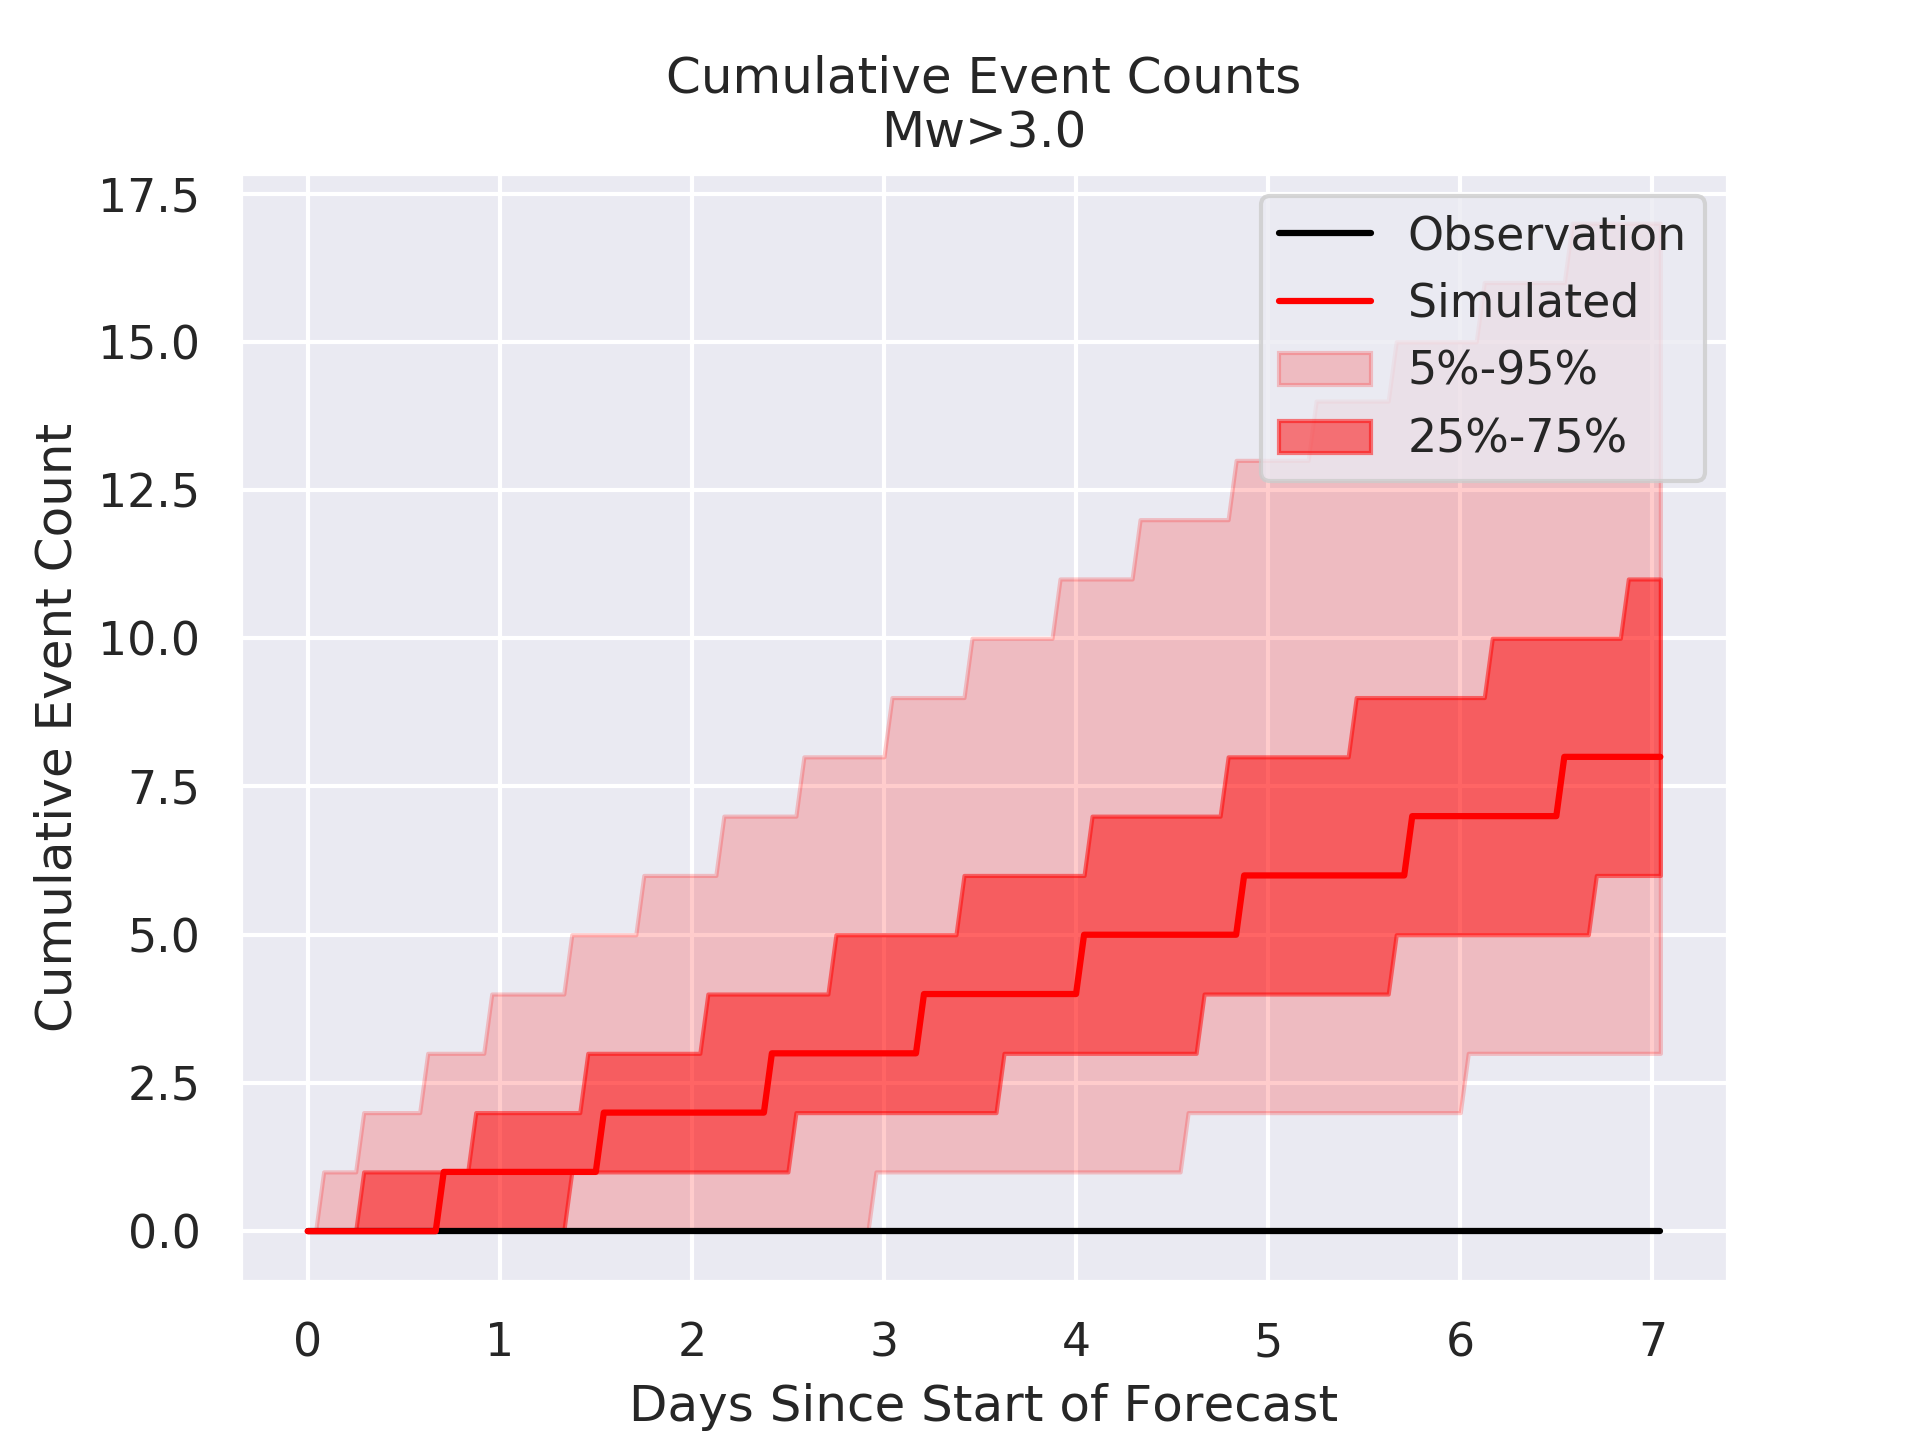 Cumulative Event Counts
Mw>3.0
17.5
15.0
12.5
10.0
7.5
5.0
2.5
0.0
Cumulative Event Count
Observation
Simulated
5%-95%
25%-75%
0 1 2 3 4 5 6 7
Days Since Start of Forecast